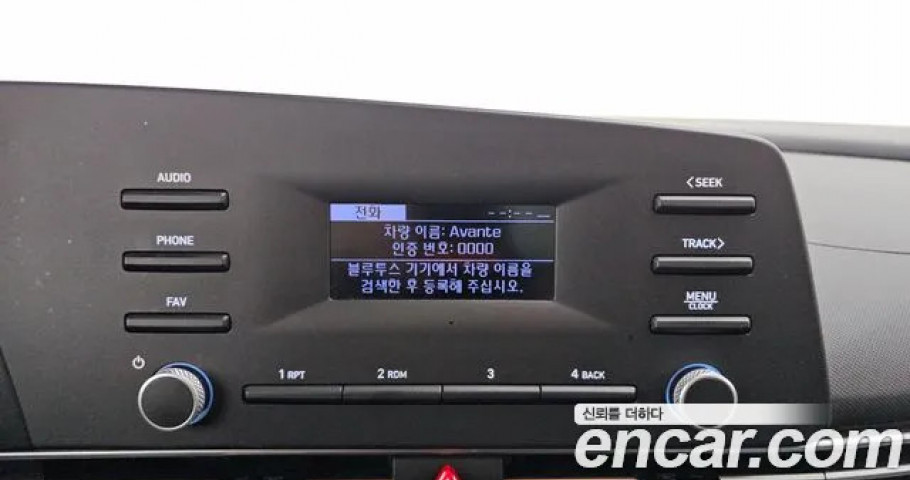 AUDIO
PHONE
FAV
전화
--:-- __
차량 이름: Avante
인증 번호: 0000
블루투스 기기에서 차량 이름을
검색한 후 등록해 주십시오.
<SEEK
TRACK>
MENU
CLOCK
1 RPT
2 RDM
3
4 BACK
신뢰를 더하다
encar.com